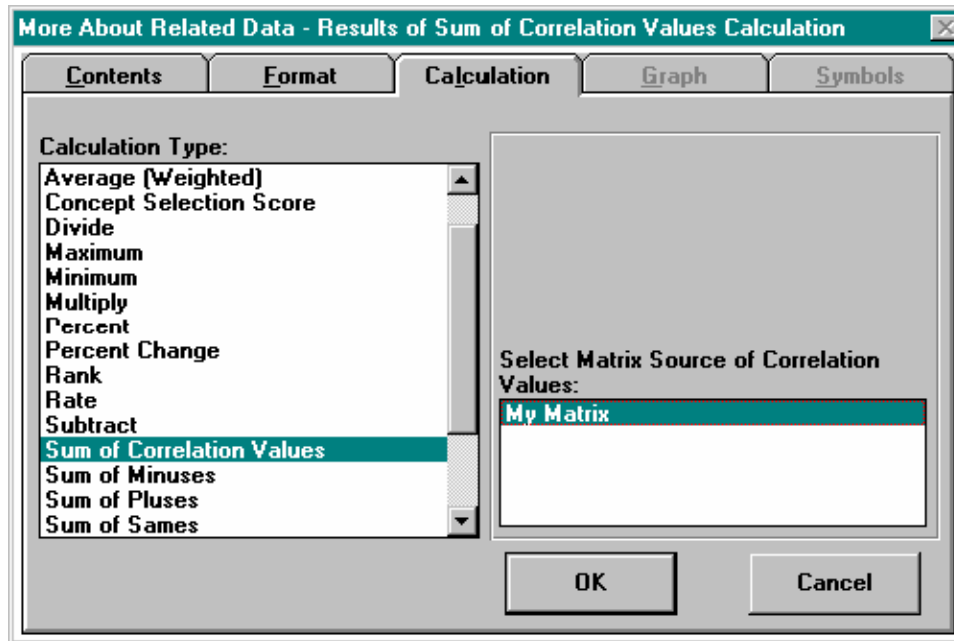 More About Related Data - Results of Sum of Correlation Values Calculation
Contents Format Calculation Graph Symbols
Calculation Type:
Average (Weighted)
Concept Selection Score
Divide
Maximum
Minimum
Multiply
Percent
Percent Change
Rank
Rate
Subtract
Sum of Correlation Values
Sum of Minuses
Sum of Pluses
Sum of Sames
Select Matrix Source of Correlation
Values:
My Matrix
OK Cancel